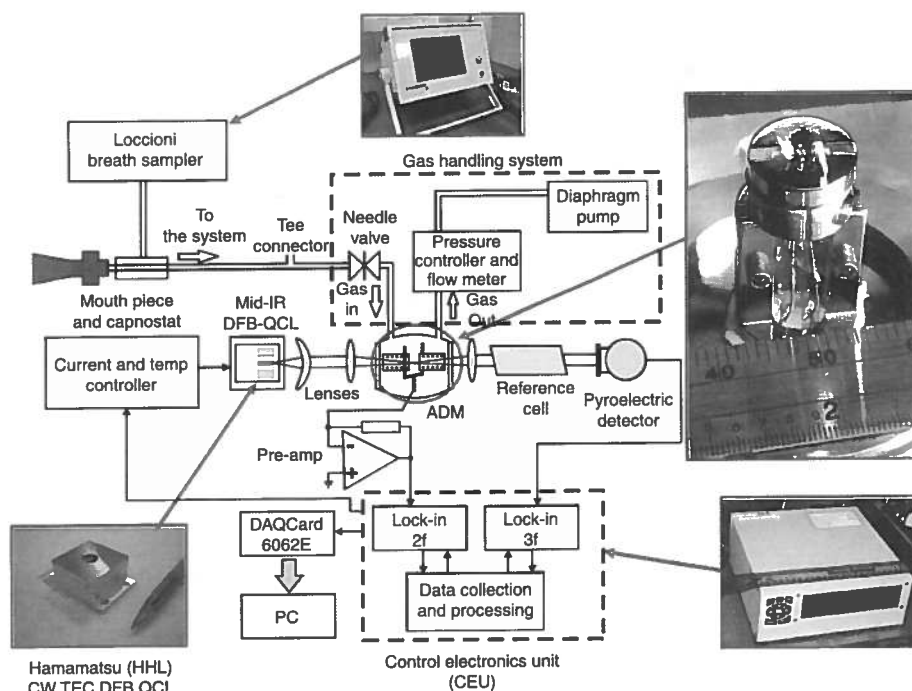 Loccioni
breath sampler
Gas handling system
Diaphragm
pump
To
the system
Tee
connector
Needle
valve
Pressure
controller and
flow meter
Gas
in
Gas
Out
Mouth piece
and capnostat
Mid-IR
DFB-QCL
Current and temp
controller
Lenses
ADM
Reference
cell
Pyroelectric
detector
Pre-amp
-
+
DAQCard
6062E
Lock-in
2f
Lock-in
3f
PC
Data collection
and processing
Control electronics unit
(CEU)
Hamamatsu (HHL)
CW TEC DFB QCL
40 50
2